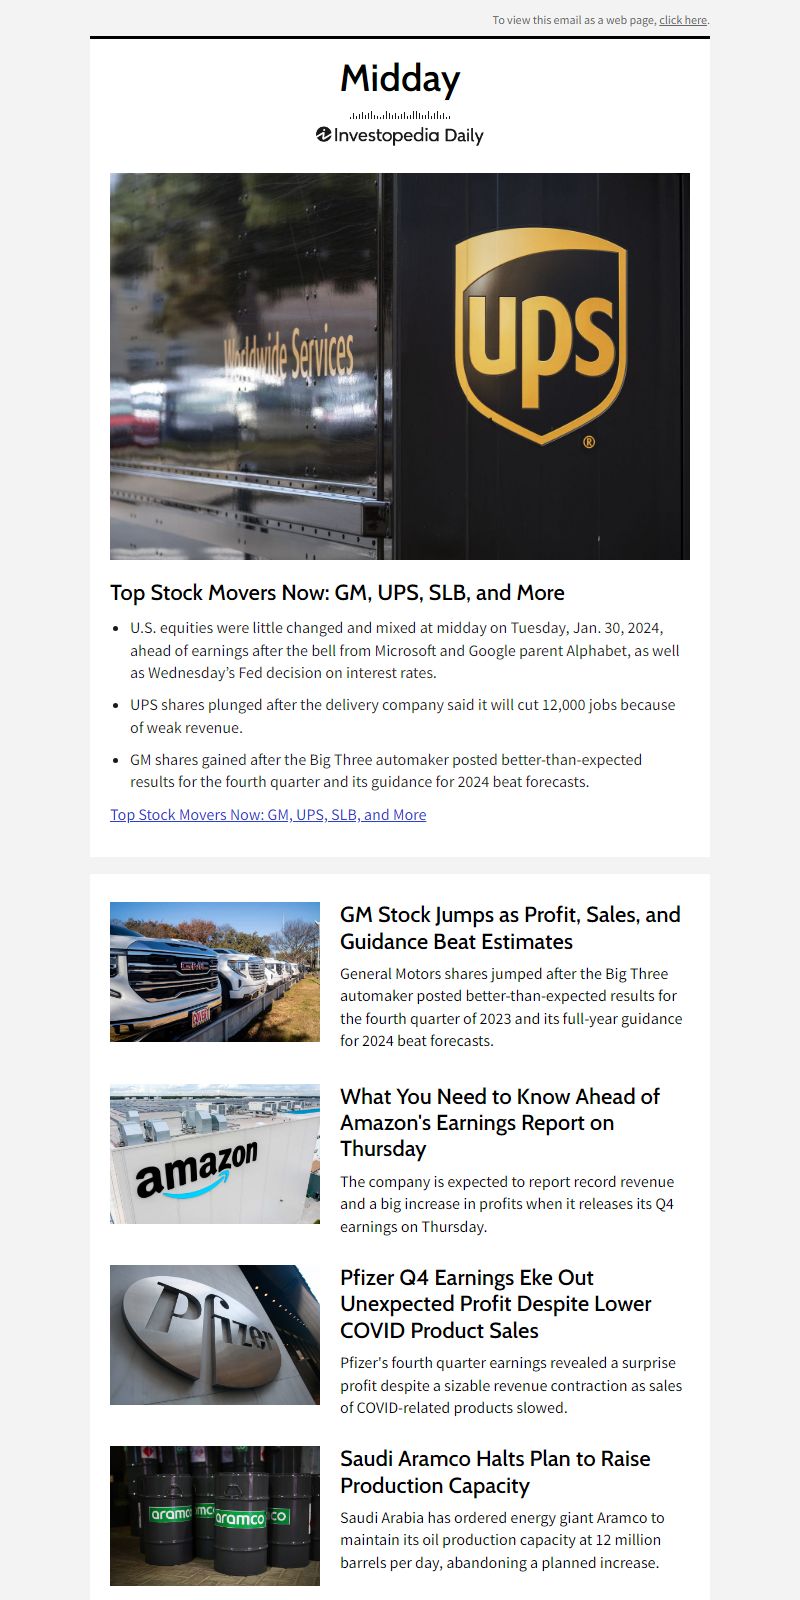 To view this email as a web page, click here.
Midday
Investopedia Daily
Worldwide Services
ups
®
Top Stock Movers Now: GM, UPS, SLB, and More
• U.S. equities were little changed and mixed at midday on Tuesday, Jan. 30, 2024,
ahead of earnings after the bell from Microsoft and Google parent Alphabet, as well
as Wednesday’s Fed decision on interest rates.
• UPS shares plunged after the delivery company said it will cut 12,000 jobs because
of weak revenue.
• GM shares gained after the Big Three automaker posted better-than-expected
results for the fourth quarter and its guidance for 2024 beat forecasts.
Top Stock Movers Now: GM, UPS, SLB, and More
GMC
GM Stock Jumps as Profit, Sales, and
Guidance Beat Estimates
General Motors shares jumped after the Big Three
automaker posted better-than-expected results for
the fourth quarter of 2023 and its full-year guidance
for 2024 beat forecasts.
amazon
What You Need to Know Ahead of
Amazon's Earnings Report on
Thursday
The company is expected to report record revenue
and a big increase in profits when it releases its Q4
earnings on Thursday.
Pfizer
Pfizer Q4 Earnings Eke Out
Unexpected Profit Despite Lower
COVID Product Sales
Pfizer's fourth quarter earnings revealed a surprise
profit despite a sizable revenue contraction as sales
of COVID-related products slowed.
aramco aramco
Saudi Aramco Halts Plan to Raise
Production Capacity
Saudi Arabia has ordered energy giant Aramco to
maintain its oil production capacity at 12 million
barrels per day, abandoning a planned increase.